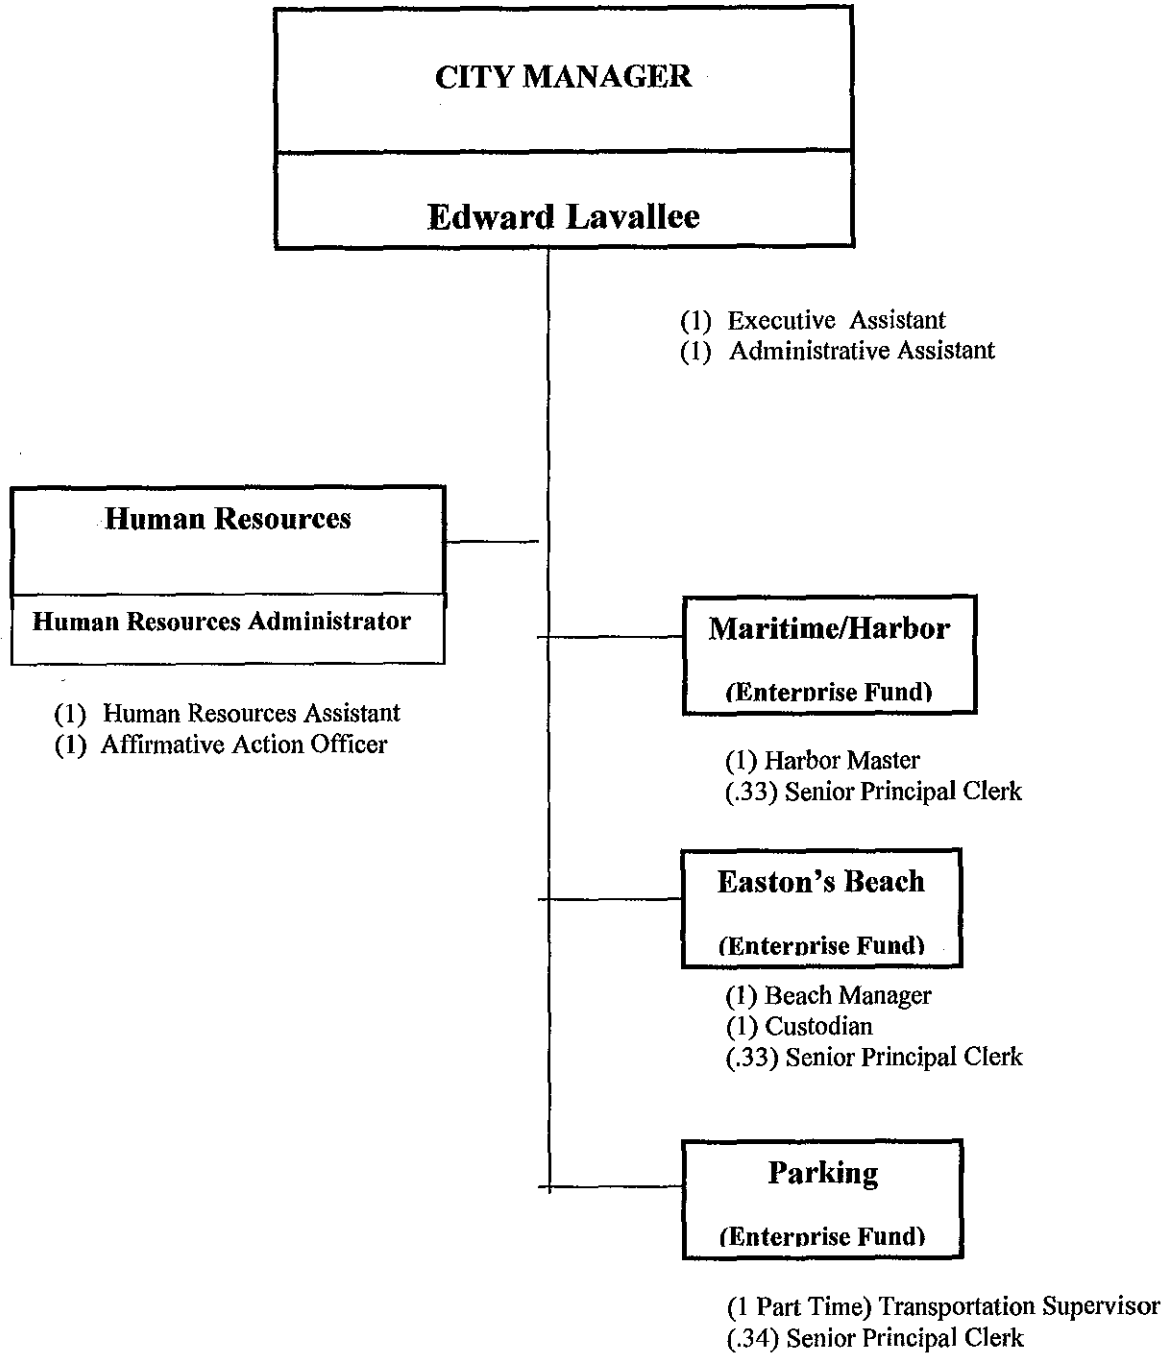 CITY MANAGER
Edward Lavallee
(1) Executive Assistant
(1) Administrative Assistant
Human Resources
Human Resources Administrator
(1) Human Resources Assistant
(1) Affirmative Action Officer
Maritime/Harbor
(Enterprise Fund)
(1) Harbor Master
(.33) Senior Principal Clerk
Easton's Beach
(Enterprise Fund)
(1) Beach Manager
(1) Custodian
(.33) Senior Principal Clerk
Parking
(Enterprise Fund)
(1 Part Time) Transportation Supervisor
(.34) Senior Principal Clerk